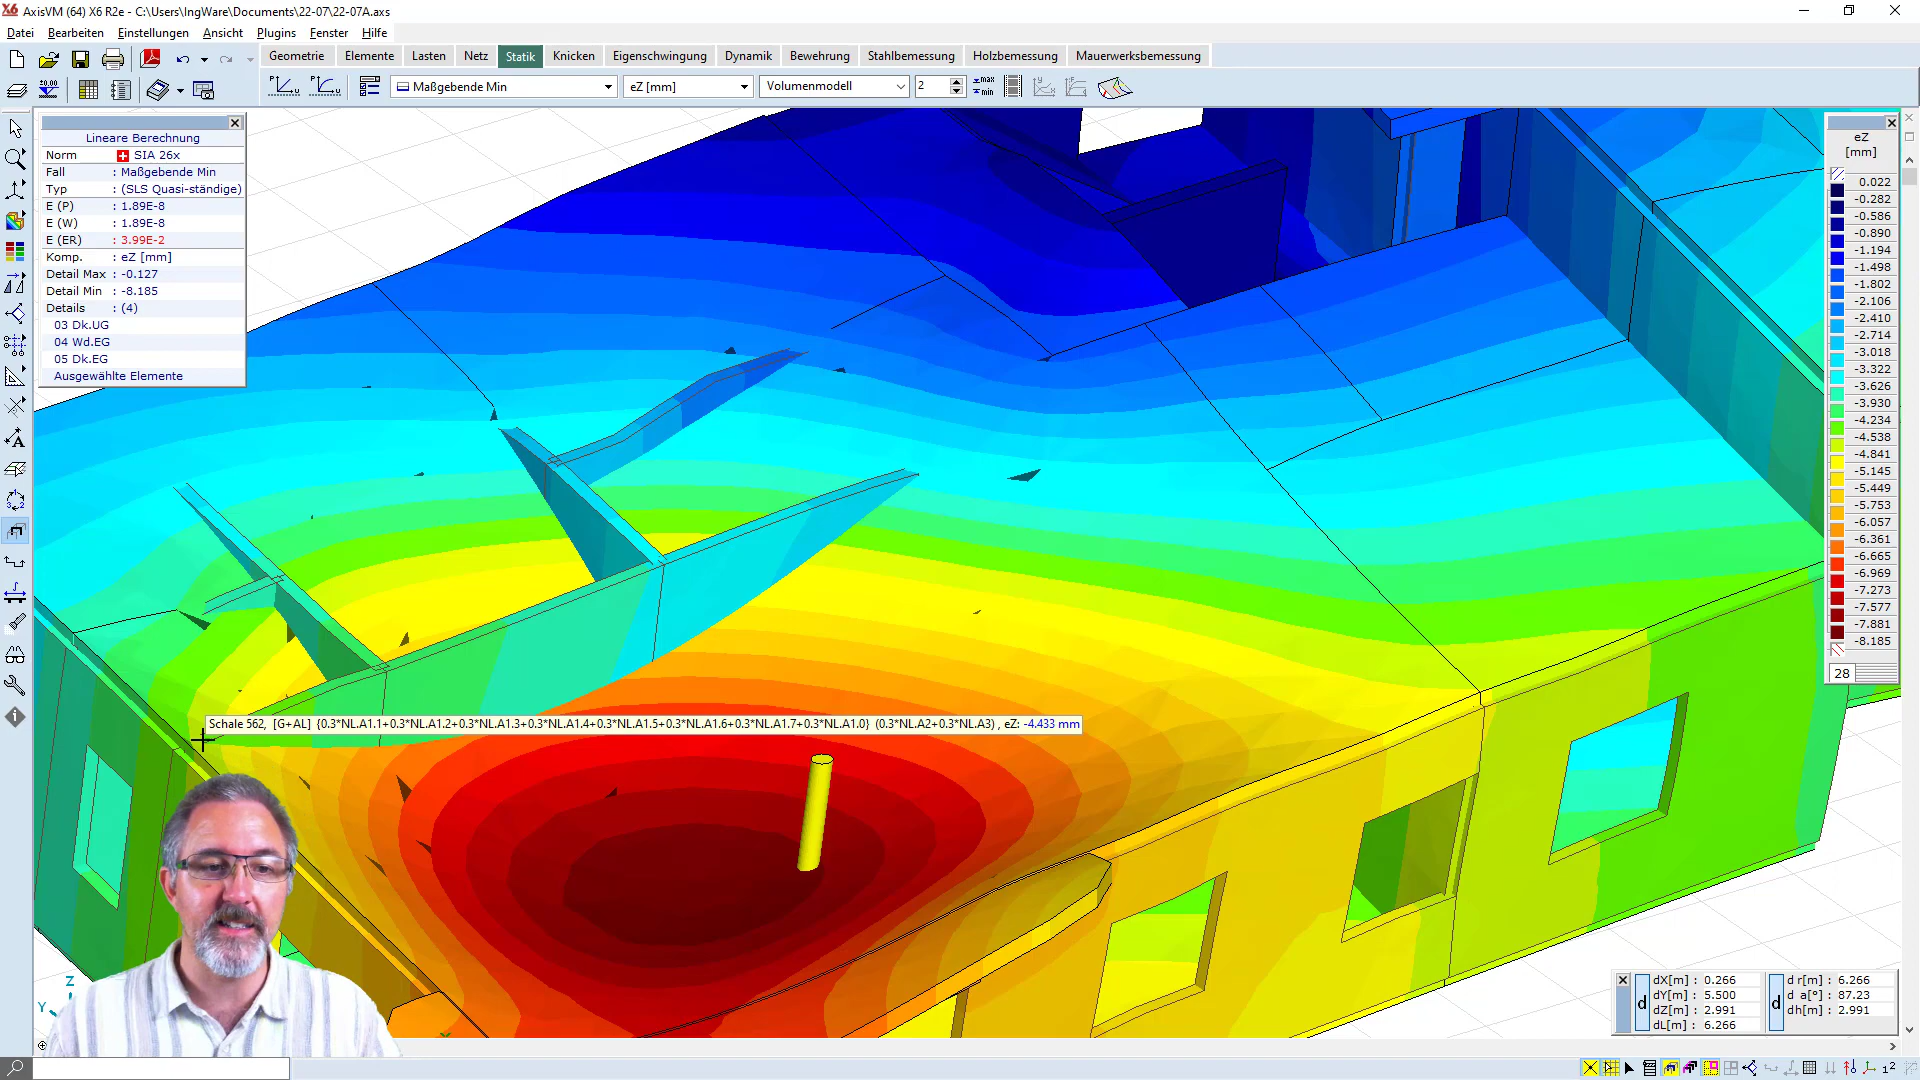 AxisVM (64) X6 R2e - C:\Users\IngWare\Documents\22-07\22-07A.axs
Datei Bearbeiten Einstellungen Ansicht Plugins Fenster Hilfe
Geometrie Elemente Lasten Netz Statik Knicken Eigenschwingung Dynamik Bewehrung Stahlbemessung Holzbemessung Mauerwerksbemessung
Maßgebende Min eZ [mm] Volumenmodell 2 max min
Lineare Berechnung
Norm SIA 26x
Fall : Maßgebende Min
Typ : (SLS Quasi-ständige)
E (P) : 1.89E-8
E (W) : 1.89E-8
E (ER) : 3.99E-2
Komp. : eZ [mm]
Detail Max : -0.127
Detail Min : -8.185
Details : (4)
03 Dk.UG
04 Wd.EG
05 Dk.EG
Ausgewählte Elemente
eZ
[mm]
0.022
-0.282
-0.586
-0.890
-1.194
-1.498
-1.802
-2.106
-2.410
-2.714
-3.018
-3.322
-3.626
-3.930
-4.234
-4.538
-4.841
-5.145
-5.449
-5.753
-6.057
-6.361
-6.665
-6.969
-7.273
-7.577
-7.881
-8.185
28
Schale 562, [G+AL] {0.3*NL.A1.1+0.3*NL.A1.2+0.3*NL.A1.3+0.3*NL.A1.4+0.3*NL.A1.5+0.3*NL.A1.6+0.3*NL.A1.7+0.3*NL.A1.0} (0.3*NL.A2+0.3*NL.A3) , eZ: -4.433 mm
Z
Y
d
dX[m] : 0.266
dY[m] : 5.500
dZ[m] : 2.991
dL[m] : 6.266
d
d r[m] : 6.266
d a[°] : 87.23
dh[m] : 2.991